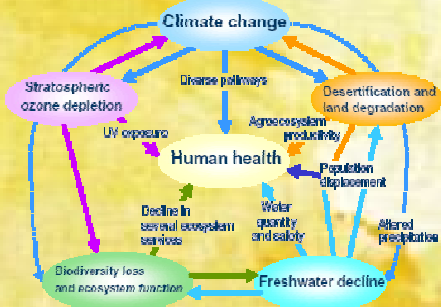 Climate change
Stratospheric
ozone depletion
Diverse pathways
Desertification and
land degradation
UV exposure
Agroecosystem
productivity
Human health
Population
displacement
Decline in
several ecosystem
services
Water
quantity
and safety
Altered
precipitation
Biodiversity loss
and ecosystem function
Freshwater decline